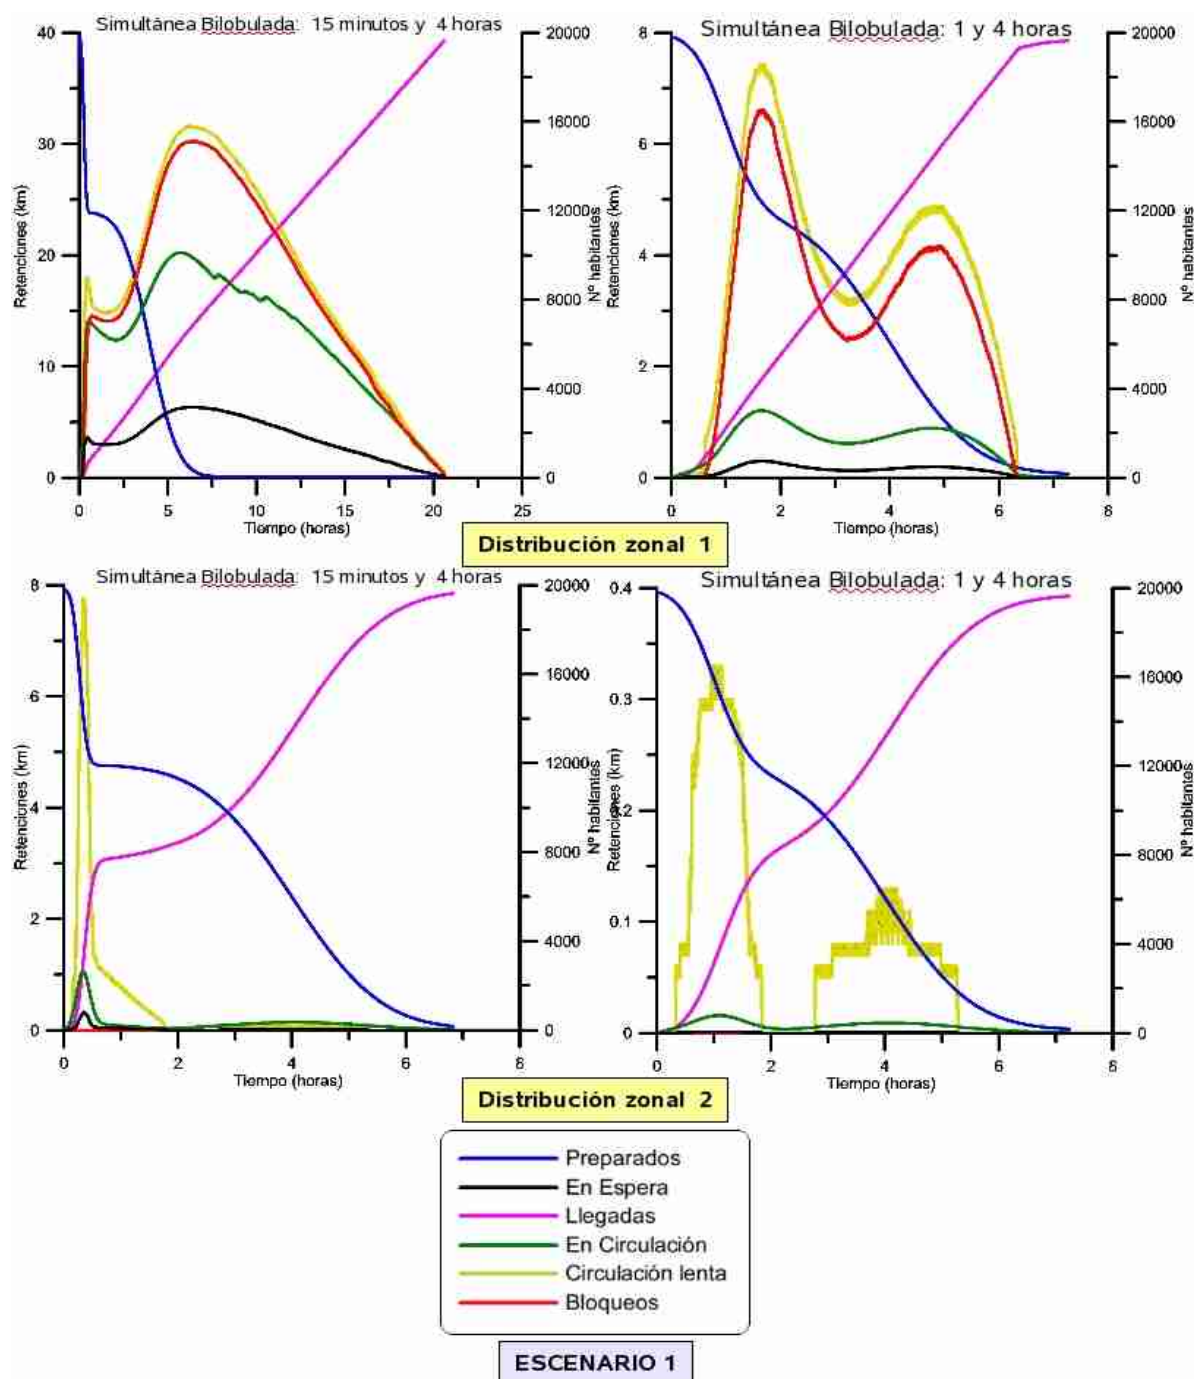 Simultánea Bilobulada: 15 minutos y 4 horas
40
30
20
10
0
Retenciones (km)
20000
16000
12000
8000
4000
0
Nº habitantes
0 5 10 15 20 25
Tiempo (horas)
Simultánea Bilobulada: 1 y 4 horas
8
6
4
2
0
Retenciones (km)
20000
16000
12000
8000
4000
0
Nº habitantes
0 2 4 6 8
Tiempo (horas)
Distribución zonal 1
Simultánea Bilobulada: 15 minutos y 4 horas
8
6
4
2
0
Retenciones (km)
20000
16000
12000
8000
4000
0
Nº habitantes
0 2 4 6 8
Tiempo (horas)
Simultánea Bilobulada: 1 y 4 horas
0.4
0.3
0.2
0.1
0
Retenciones (km)
20000
16000
12000
8000
4000
0
Nº habitantes
0 2 4 6 8
Tiempo (horas)
Distribución zonal 2
Preparados
En Espera
Llegadas
En Circulación
Circulación lenta
Bloqueos
ESCENARIO 1